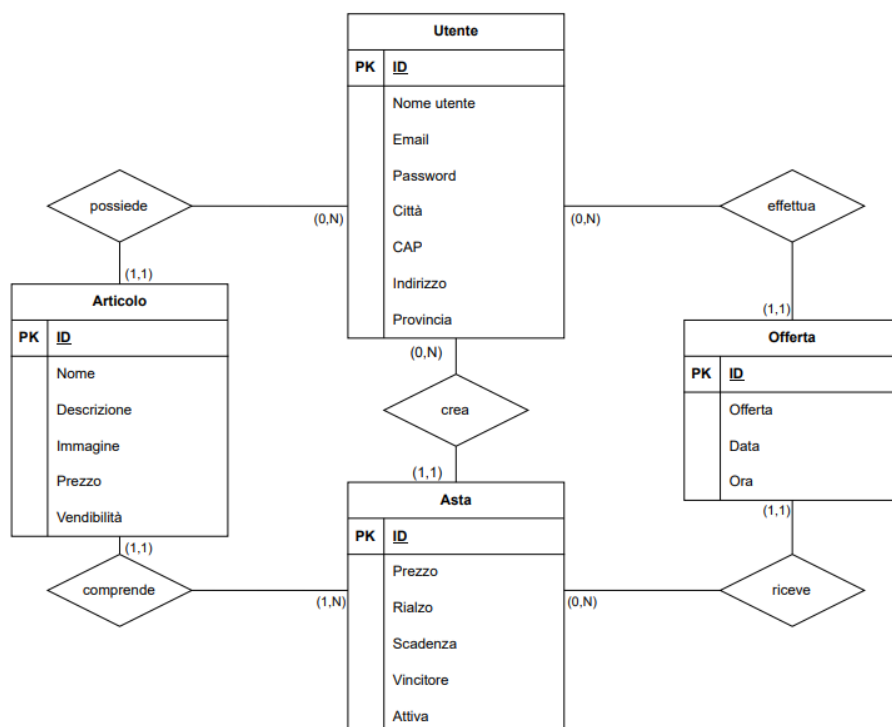 Utente
PK ID
Nome utente
Email
Password
Città
CAP
Indirizzo
Provincia
possiede
(0,N)
(1,1)
effettua
(0,N)
(1,1)
Articolo
PK ID
Nome
Descrizione
Immagine
Prezzo
Vendibilità
(0,N)
crea
(1,1)
Offerta
PK ID
Offerta
Data
Ora
(1,1)
comprende
(1,N)
Asta
PK ID
Prezzo
Rialzo
Scadenza
Vincitore
Attiva
(1,1)
riceve
(0,N)